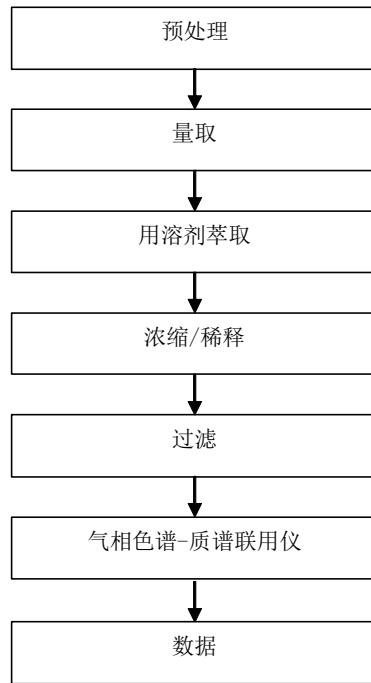 预处理
量取
用溶剂萃取
浓缩/稀释
过滤
气相色谱-质谱联用仪
数据